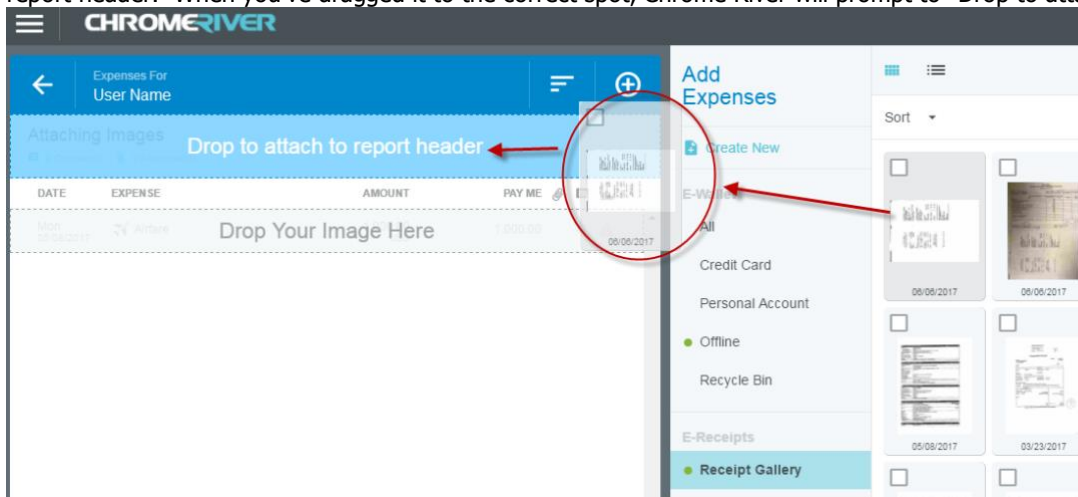 report header. When you've dragged it to the correct spot, Chrome River will prompt to "Drop to atta
CHROMERIVER
Expenses For
User Name
Attaching Images
Drop to attach to report header
DATE EXPENSE AMOUNT PAY ME
Mon Airfare
Drop Your Image Here
06/06/2017
Add
Expenses
Create New
E-Wallet
All
Credit Card
Personal Account
Offline
Recycle Bin
E-Receipts
Receipt Gallery
Sort
06/06/2017 06/06/2017
05/08/2017 03/23/2017